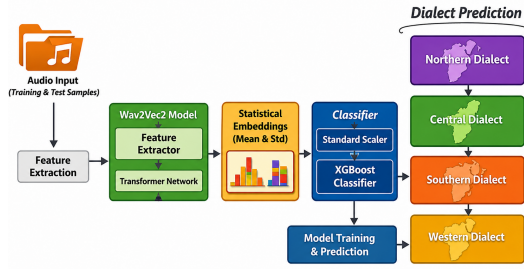 Dialect Prediction
Audio Input
(Training & Test Samples)
Feature
Extraction
Wav2Vec2 Model
Feature
Extractor
Transformer Network
Statistical
Embeddings
(Mean & Std)
Classifier
Standard Scaler
XGBoost
Classifier
Model Training
& Prediction
Northern Dialect
Central Dialect
Southern Dialect
Western Dialect